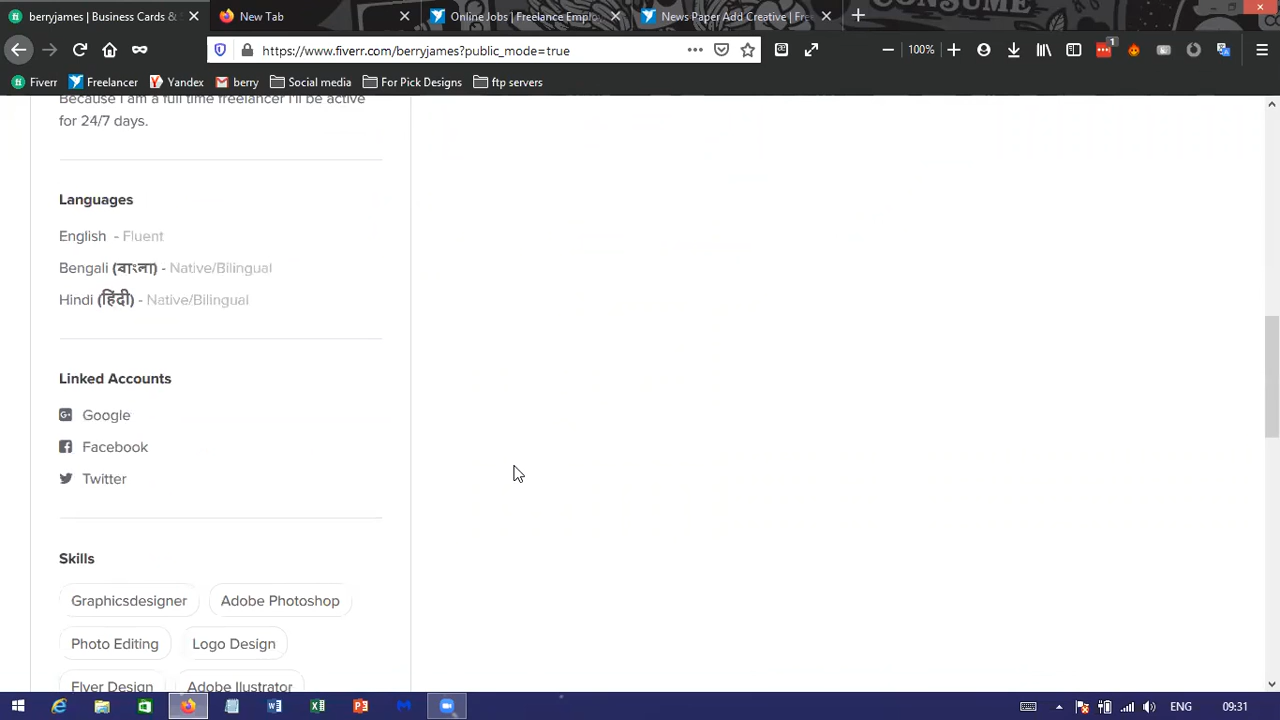 CONSUME
berryjames | Business Cards & S
New Tab
Online Jobs | Freelance Emplo
News Paper Add Creative | Fre
https://www.fiverr.com/berryjames?public_mode=true
100%
1
Fiverr
Freelancer
Yandex
berry
Social media
For Pick Designs
ftp servers
Because I am a full time freelancer I'll be active
for 24/7 days.
Languages
English - Fluent
Bengali (বাংলা) - Native/Bilingual
Hindi (हिंदी) - Native/Bilingual
Linked Accounts
Google
Facebook
Twitter
Skills
Graphicsdesigner
Adobe Photoshop
Photo Editing
Logo Design
Flyer Design
Adobe Ilustrator
ENG
09:31